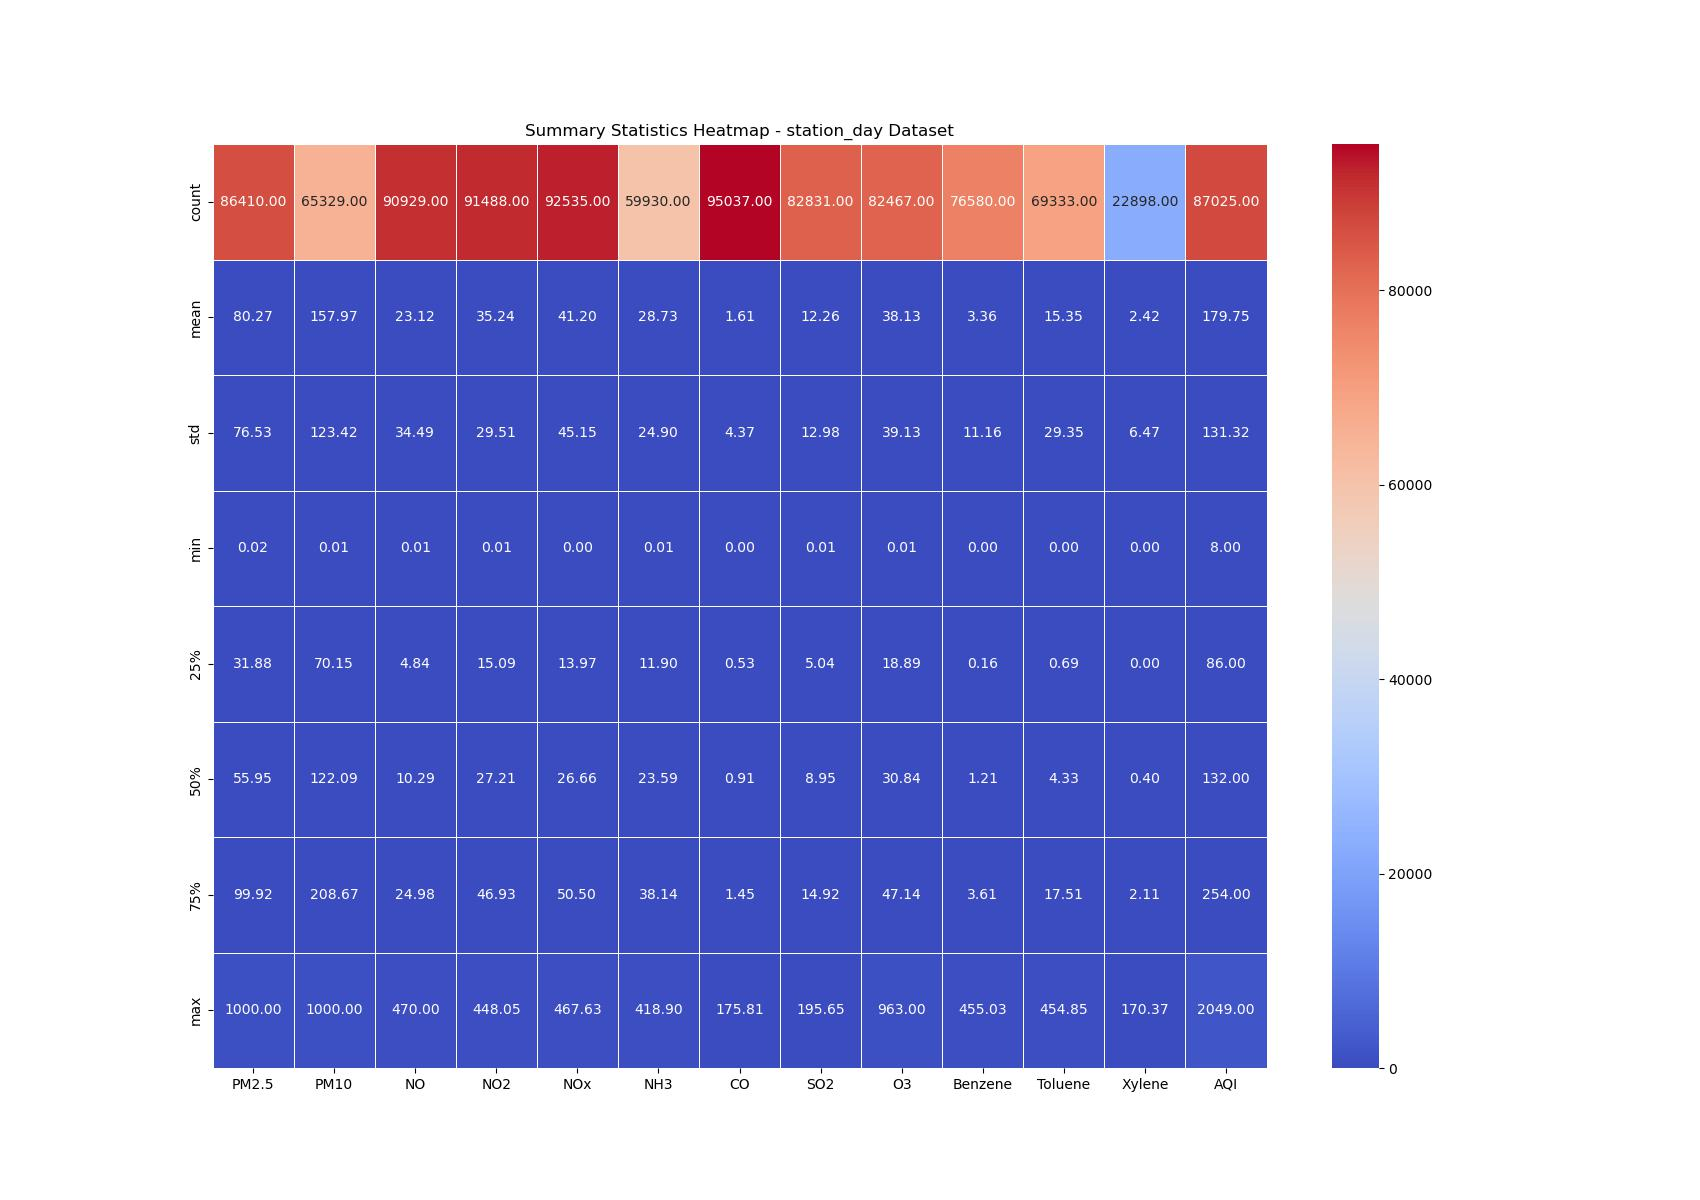 Summary Statistics Heatmap - station_day Dataset
count 86410.00 65329.00 90929.00 91488.00 92535.00 59930.00 95037.00 82831.00 82467.00 76580.00 69333.00 22898.00 87025.00
80000
mean 80.27 157.97 23.12 35.24 41.20 28.73 1.61 12.26 38.13 3.36 15.35 2.42 179.75
std 76.53 123.42 34.49 29.51 45.15 24.90 4.37 12.98 39.13 11.16 29.35 6.47 131.32
60000
min 0.02 0.01 0.01 0.01 0.00 0.01 0.00 0.01 0.01 0.00 0.00 0.00 8.00
25% 31.88 70.15 4.84 15.09 13.97 11.90 0.53 5.04 18.89 0.16 0.69 0.00 86.00
40000
50% 55.95 122.09 10.29 27.21 26.66 23.59 0.91 8.95 30.84 1.21 4.33 0.40 132.00
20000
75% 99.92 208.67 24.98 46.93 50.50 38.14 1.45 14.92 47.14 3.61 17.51 2.11 254.00
max 1000.00 1000.00 470.00 448.05 467.63 418.90 175.81 195.65 963.00 455.03 454.85 170.37 2049.00
0
PM2.5 PM10 NO NO2 NOx NH3 CO SO2 O3 Benzene Toluene Xylene AQI